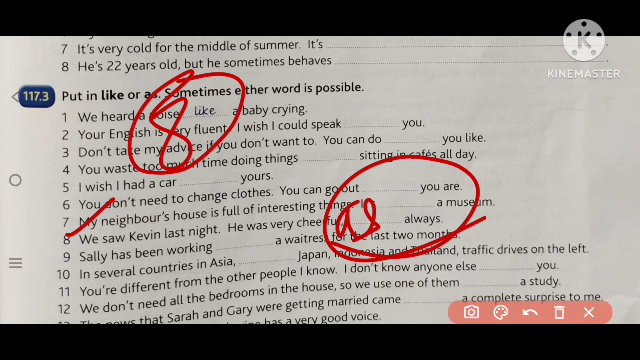 7 It's very cold for the middle of summer. It's
8 He's 22 years old, but he sometimes behaves
KINEMASTER
117.3 Put in like or as. Sometimes either word is possible.
1 We heard a noise like a baby crying.
2 Your English is very fluent. I wish I could speak you.
3 Don't take my advice if you don't want to. You can do you like.
4 You waste too much time doing things sitting in cafés all day.
5 I wish I had a car yours.
6 You don't need to change clothes. You can go out you are.
7 My neighbour's house is full of interesting things. It a museum.
8 We saw Kevin last night. He was very cheerful, always.
9 Sally has been working a waitress for the last two months.
10 In several countries in Asia, Japan, Indonesia and Thailand, traffic drives on the left.
11 You're different from the other people I know. I don't know anyone else you.
12 We don't need all the bedrooms in the house, so we use one of them a study.
The news that Sarah and Gary were getting married came a complete surprise to me.
has a very good voice.
8
as